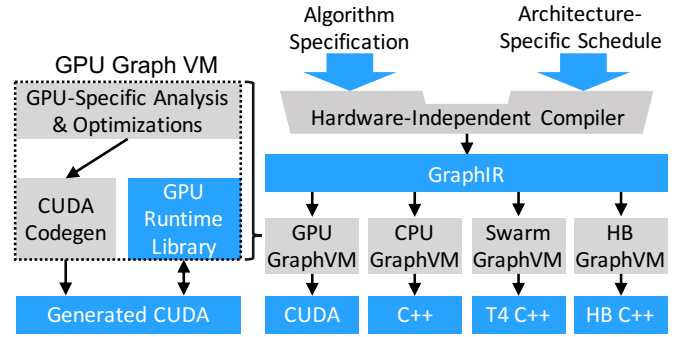 Algorithm
Specification
Architecture-
Specific Schedule
GPU Graph VM
GPU-Specific Analysis
& Optimizations
Hardware-Independent Compiler
GraphIR
CUDA
Codegen
GPU
Runtime
Library
GPU
GraphVM
CPU
GraphVM
Swarm
GraphVM
HB
GraphVM
Generated CUDA
CUDA
C++
T4 C++
HB C++